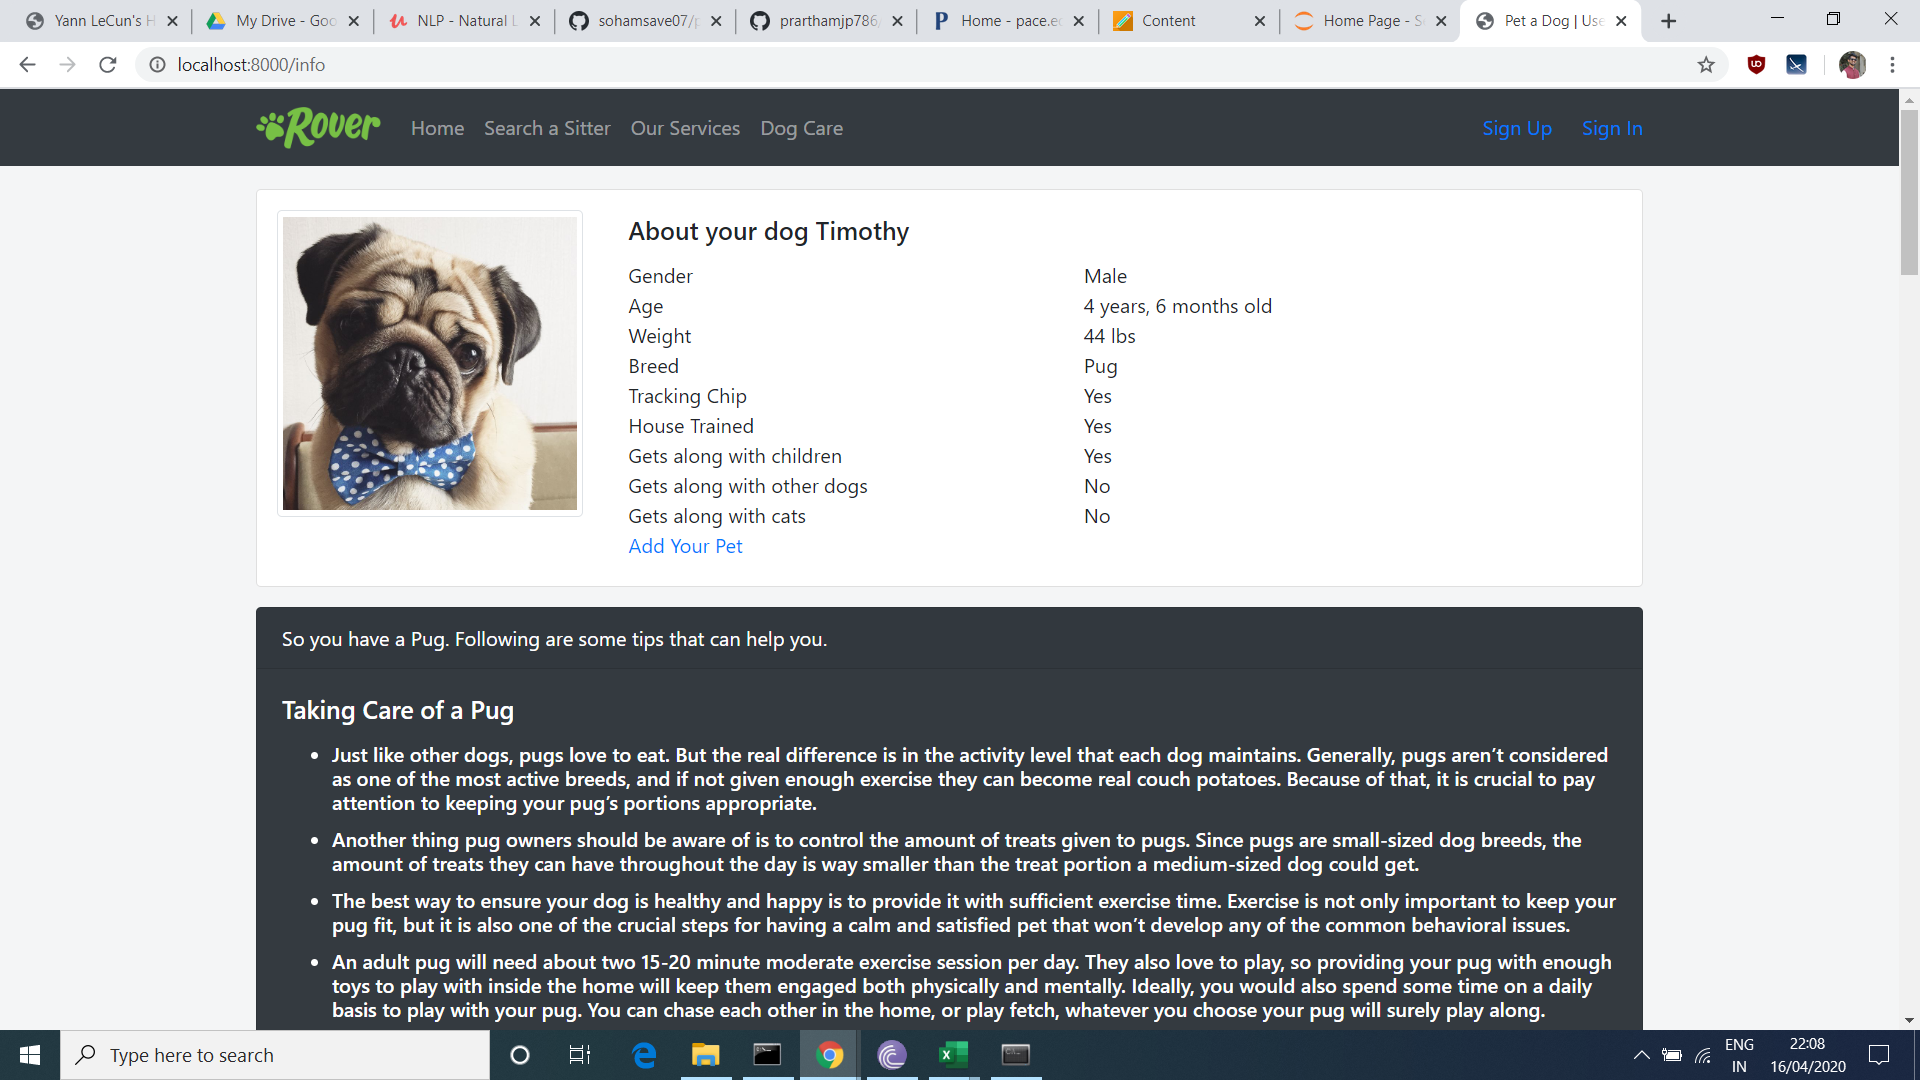 Yann LeCun's H
My Drive - Goo
NLP - Natural L
sohamsave07/p
prarthamjp786/
Home - pace.ed
Content
Home Page - S
Pet a Dog | Use
localhost:8000/info
Rover
Home
Search a Sitter
Our Services
Dog Care
Sign Up
Sign In
About your dog Timothy
Gender Male
Age 4 years, 6 months old
Weight 44 lbs
Breed Pug
Tracking Chip Yes
House Trained Yes
Gets along with children Yes
Gets along with other dogs No
Gets along with cats No
Add Your Pet
So you have a Pug. Following are some tips that can help you.
Taking Care of a Pug
• Just like other dogs, pugs love to eat. But the real difference is in the activity level that each dog maintains. Generally, pugs aren’t considered
as one of the most active breeds, and if not given enough exercise they can become real couch potatoes. Because of that, it is crucial to pay
attention to keeping your pug’s portions appropriate.
• Another thing pug owners should be aware of is to control the amount of treats given to pugs. Since pugs are small-sized dog breeds, the
amount of treats they can have throughout the day is way smaller than the treat portion a medium-sized dog could get.
• The best way to ensure your dog is healthy and happy is to provide it with sufficient exercise time. Exercise is not only important to keep your
pug fit, but it is also one of the crucial steps for having a calm and satisfied pet that won’t develop any of the common behavioral issues.
• An adult pug will need about two 15-20 minute moderate exercise session per day. They also love to play, so providing your pug with enough
toys to play with inside the home will keep them engaged both physically and mentally. Ideally, you would also spend some time on a daily
basis to play with your pug. You can chase each other in the home, or play fetch, whatever you choose your pug will surely play along.
Type here to search
ENG
IN
22:08
16/04/2020